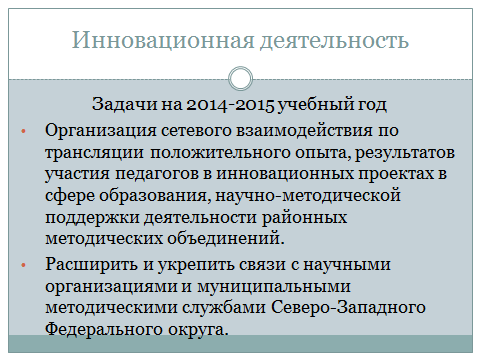 Инновационная деятельность
Задачи на 2014-2015 учебный год
• Организация сетевого взаимодействия по
трансляции положительного опыта, результатов
участия педагогов в инновационных проектах в
сфере образования, научно-методической
поддержки деятельности районных
методических объединений.
• Расширить и укрепить связи с научными
организациями и муниципальными
методическими службами Северо-Западного
Федерального округа.